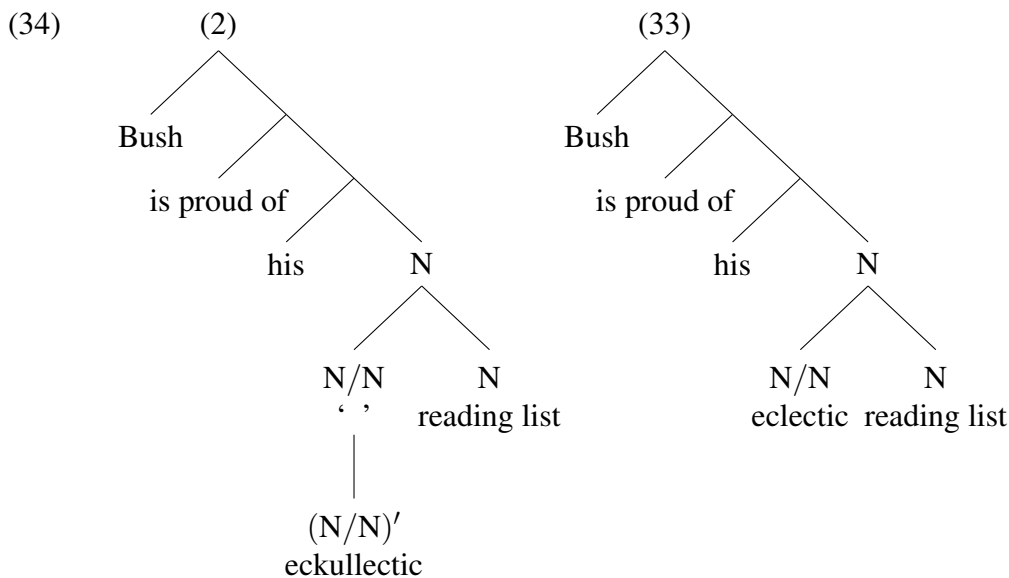 (34) (2) (33)
Bush Bush
is proud of is proud of
his N his N
N/N N N/N N
‘ ’ reading list eclectic reading list
(N/N)′
eckullectic